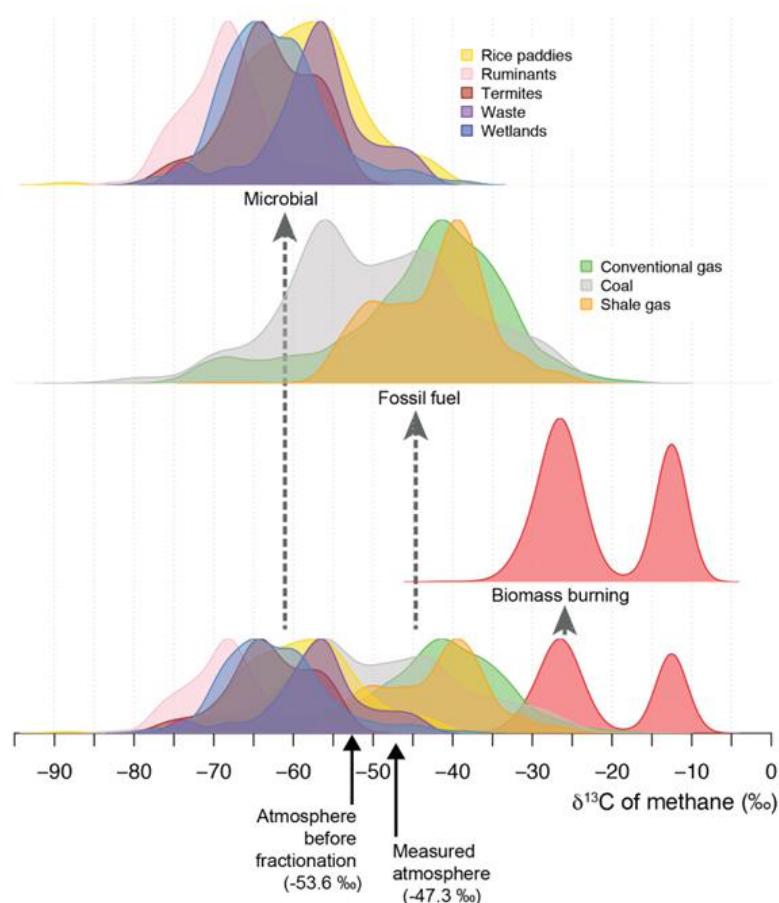 Rice paddies
Ruminants
Termites
Waste
Wetlands
Microbial
Conventional gas
Coal
Shale gas
Fossil fuel
Biomass burning
−90 −80 −70 −60 −50 −40 −30 −20 −10 0
δ¹³C of methane (‰)
Atmosphere
before
fractionation
(-53.6 ‰)
Measured
atmosphere
(-47.3 ‰)